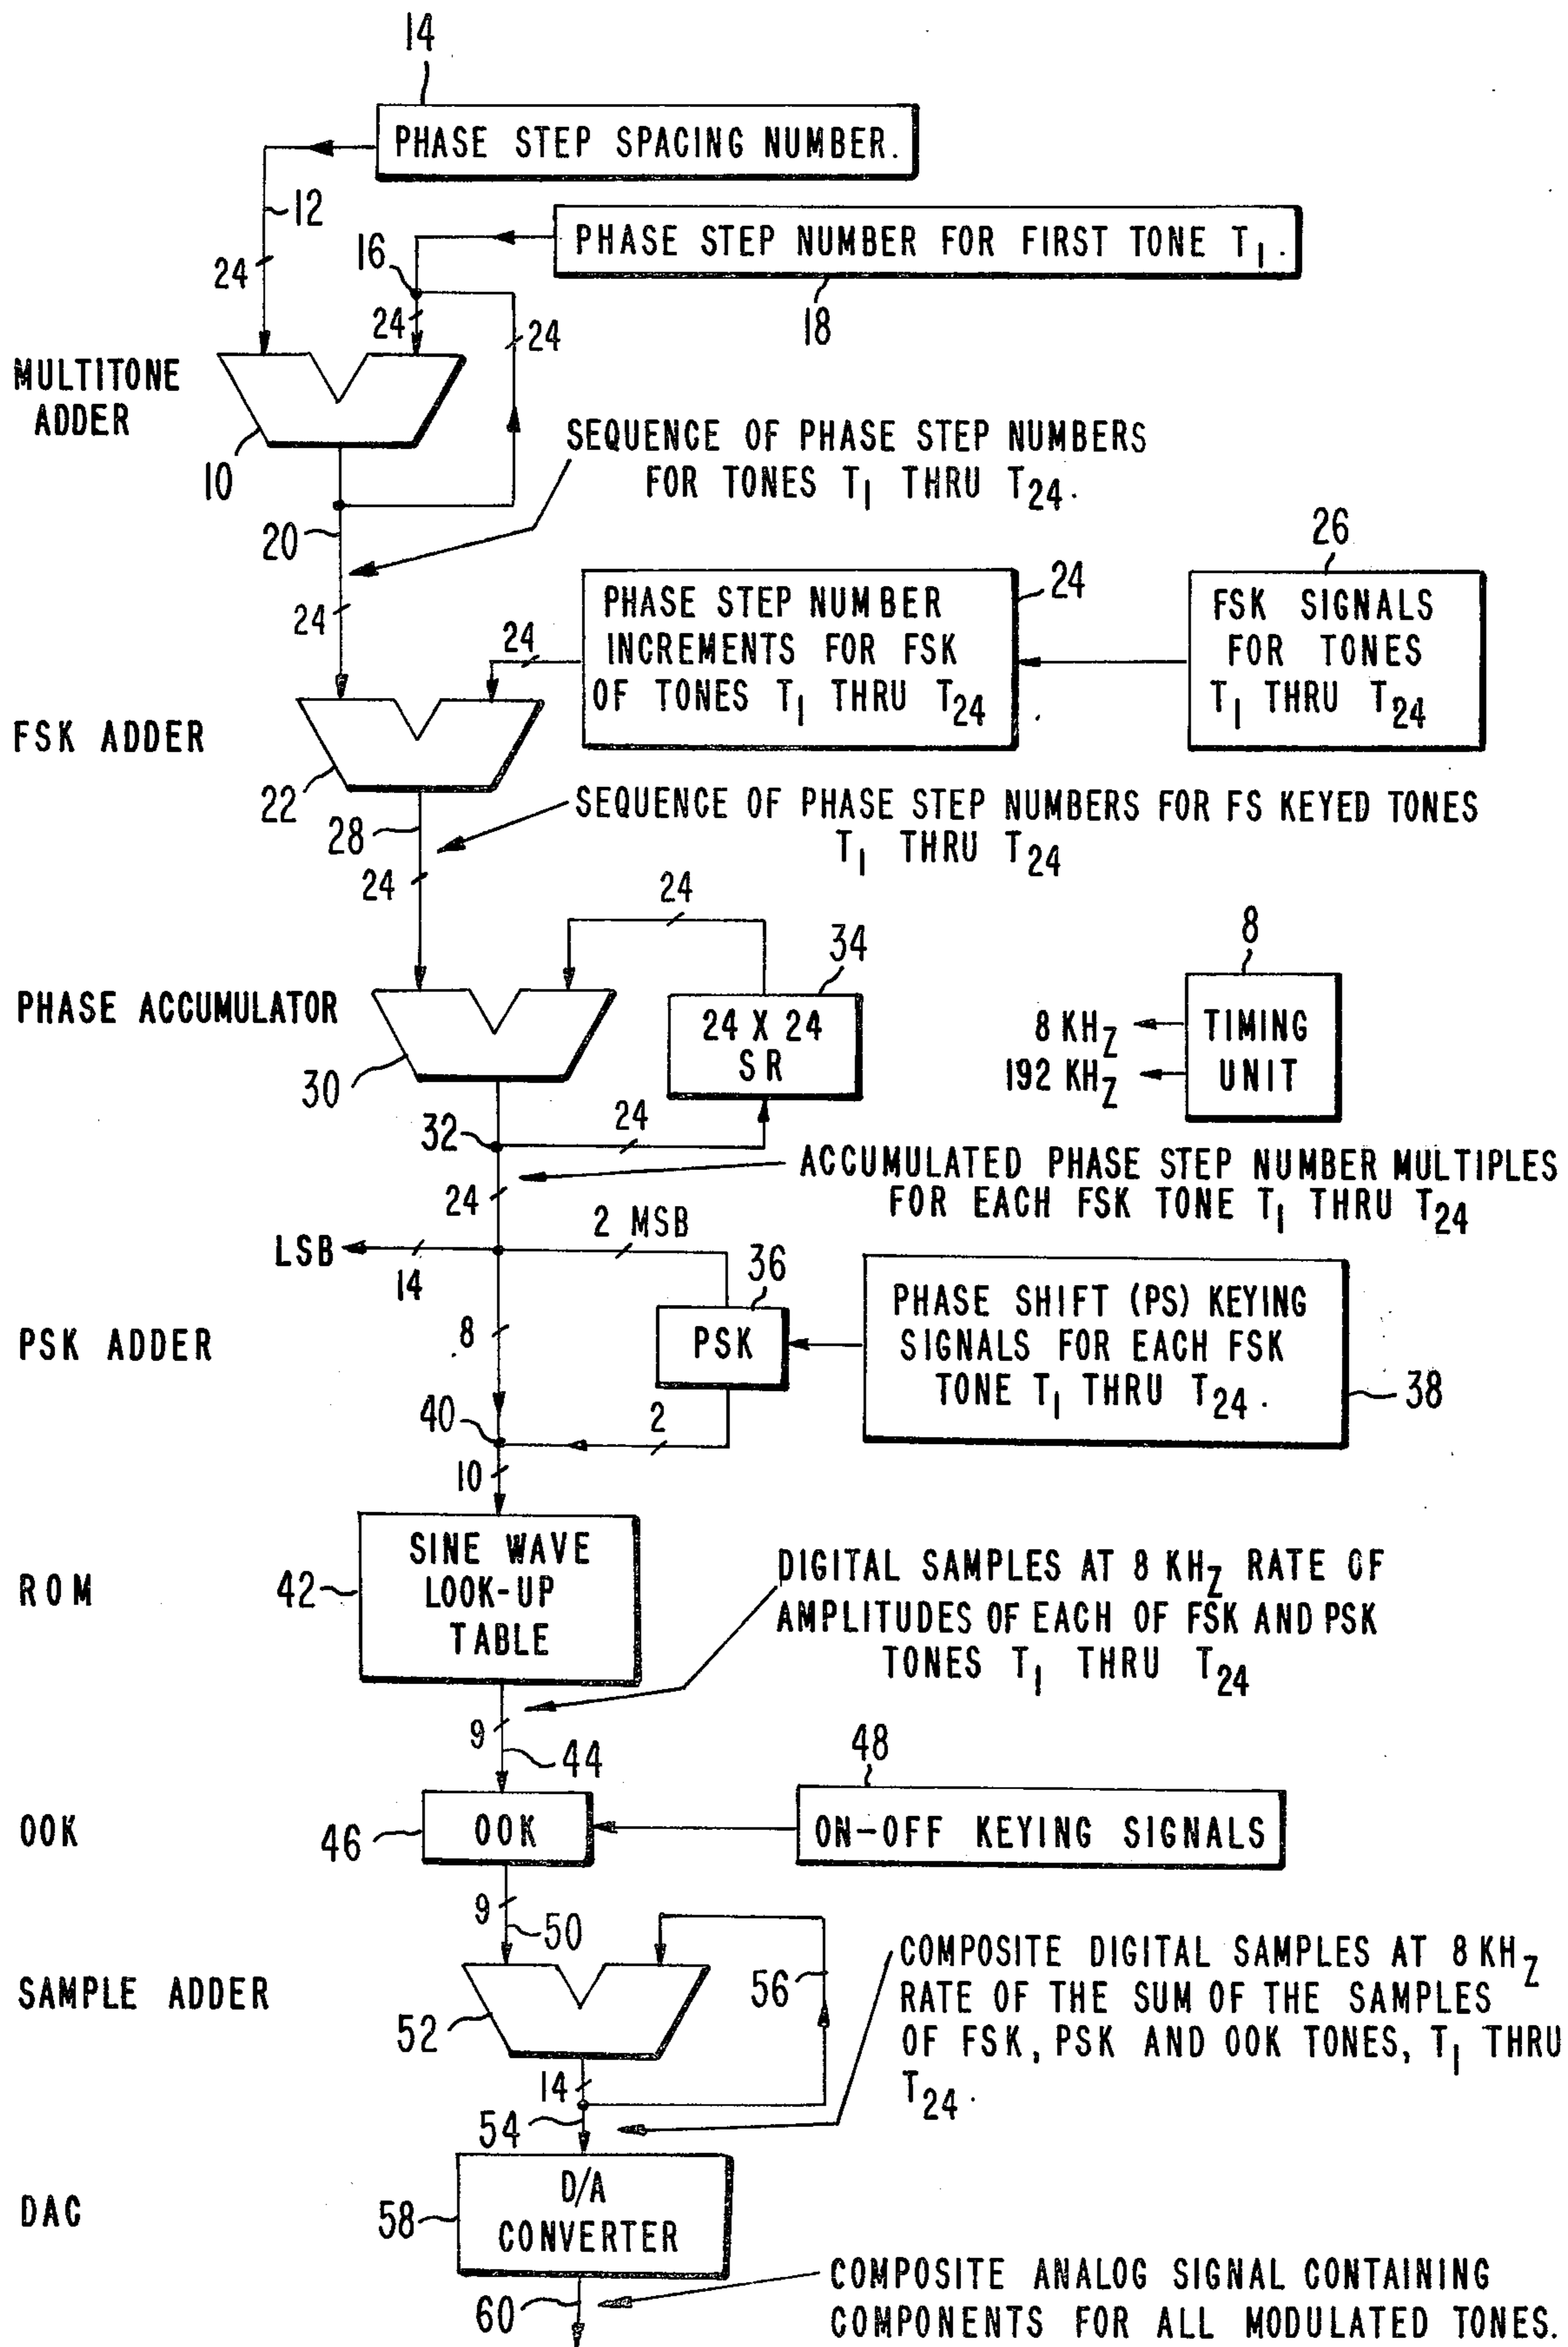 14
PHASE STEP SPACING NUMBER.
12
24
16
PHASE STEP NUMBER FOR FIRST TONE T1.
18
24
24
MULTITONE
ADDER
10
SEQUENCE OF PHASE STEP NUMBERS
FOR TONES T1 THRU T24.
20
24
PHASE STEP NUMBER
INCREMENTS FOR FSK
OF TONES T1 THRU T24
24
26
FSK SIGNALS
FOR TONES
T1 THRU T24
24
FSK ADDER
22
28
SEQUENCE OF PHASE STEP NUMBERS FOR FS KEYED TONES
T1 THRU T24
24
24
PHASE ACCUMULATOR
30
34
24 X 24
SR
8
TIMING
UNIT
8 KHZ
192 KHZ
32
24
ACCUMULATED PHASE STEP NUMBER MULTIPLES
FOR EACH FSK TONE T1 THRU T24
24
LSB
14
2 MSB
36
PSK ADDER
8
PSK
PHASE SHIFT (PS) KEYING
SIGNALS FOR EACH FSK
TONE T1 THRU T24.
38
40
2
10
ROM
42
SINE WAVE
LOOK-UP
TABLE
DIGITAL SAMPLES AT 8 KHZ RATE OF
AMPLITUDES OF EACH OF FSK AND PSK
TONES T1 THRU T24
9
44
OOK
46
OOK
48
ON-OFF KEYING SIGNALS
9
50
SAMPLE ADDER
52
56
COMPOSITE DIGITAL SAMPLES AT 8 KHZ
RATE OF THE SUM OF THE SAMPLES
OF FSK, PSK AND OOK TONES, T1 THRU
T24.
14
54
DAC
58
D/A
CONVERTER
60
COMPOSITE ANALOG SIGNAL CONTAINING
COMPONENTS FOR ALL MODULATED TONES.